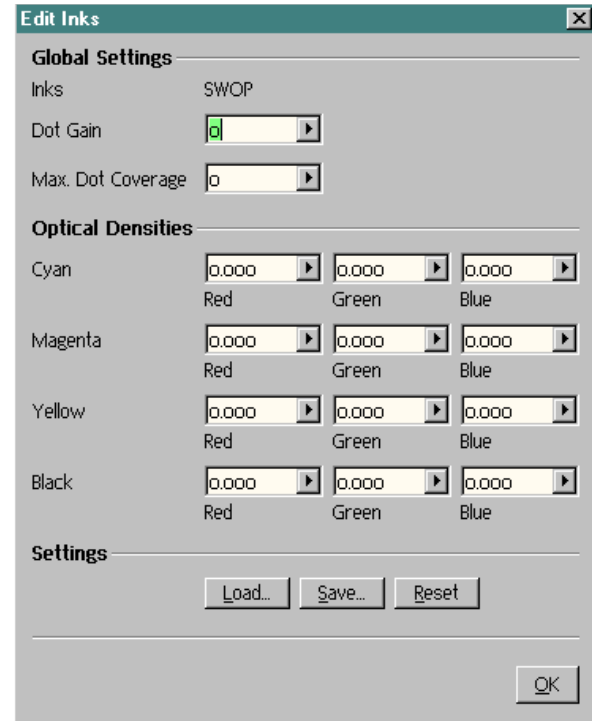 Edit Inks
Global Settings
Inks SWOP
Dot Gain 0
Max. Dot Coverage 0
Optical Densities
Cyan 0.000 0.000 0.000
Red Green Blue
Magenta 0.000 0.000 0.000
Red Green Blue
Yellow 0.000 0.000 0.000
Red Green Blue
Black 0.000 0.000 0.000
Red Green Blue
Settings
Load... Save... Reset
OK